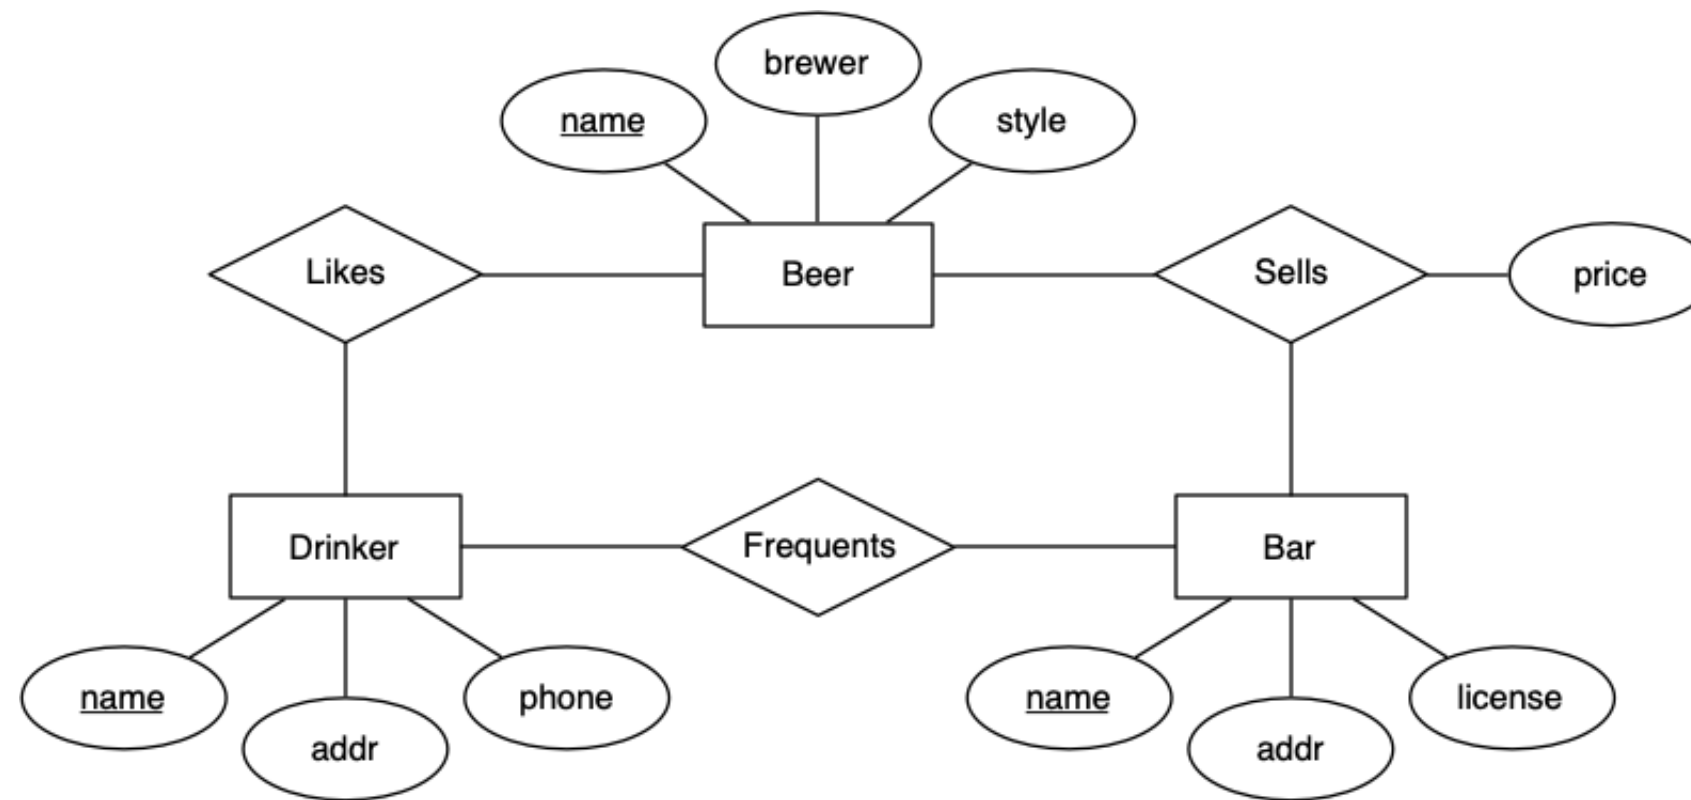 brewer
name
style
Likes
Beer
Sells
price
Drinker
Frequents
Bar
name
addr
phone
name
addr
license